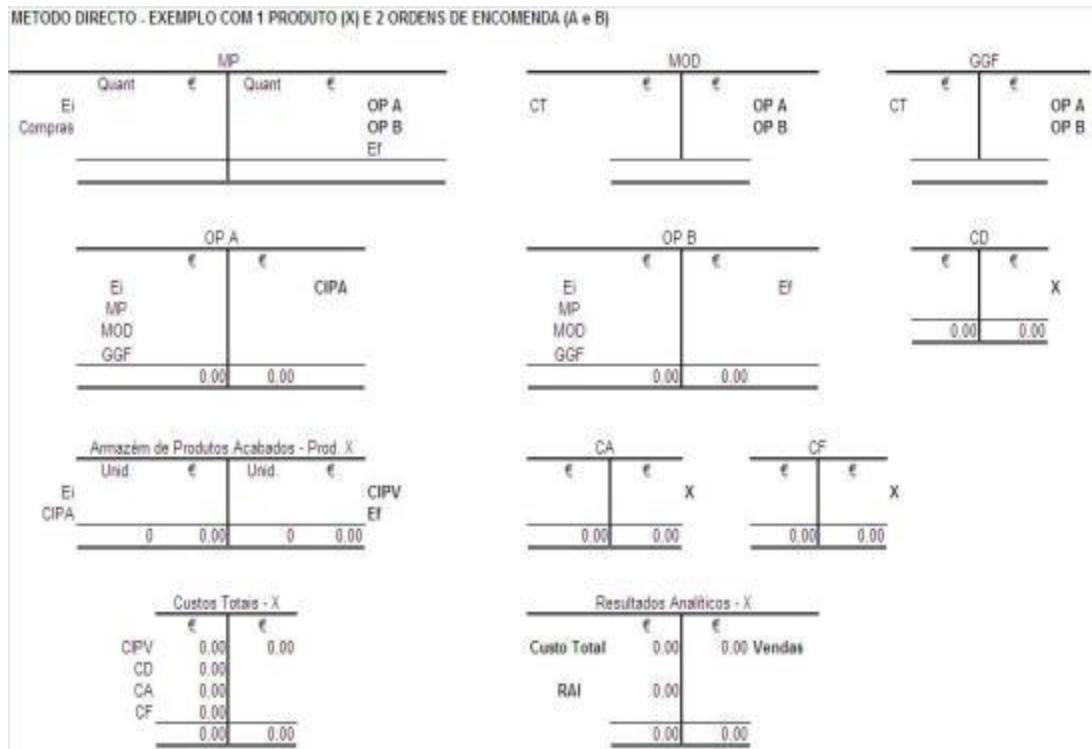 METODO DIRECTO - EXEMPLO COM 1 PRODUTO (X) E 2 ORDENS DE ENCOMENDA (A e B)
MP
Quant € Quant €
Ei OP A
Compras OP B
Ef
MOD
€ €
CT OP A
OP B
GGF
€ €
CT OP A
OP B
OP A
€ €
Ei CIPA
MP
MOD
GGF
0.00 0.00
OP B
€ €
Ei Ef
MP
MOD
GGF
0.00 0.00
CD
€ €
X
0.00 0.00
Armazém de Produtos Acabados - Prod. X
Unid. € Unid. €
Ei CIPV
CIPA Ef
0 0.00 0 0.00
CA
€ €
X
0.00 0.00
CF
€ €
X
0.00 0.00
Custos Totais - X
€ €
CIPV 0.00 0.00
CD 0.00
CA 0.00
CF 0.00
0.00 0.00
Resultados Analíticos - X
€ €
Custo Total 0.00 0.00 Vendas
RAI 0.00
0.00 0.00